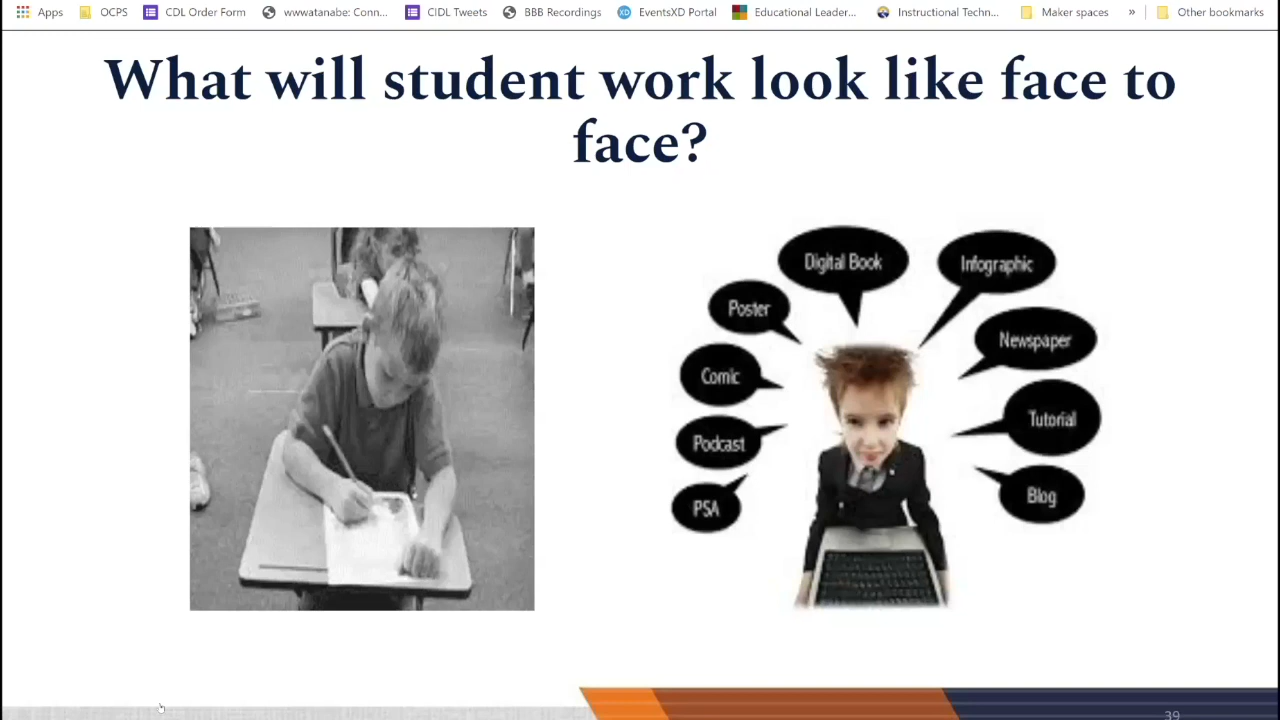 Apps
OCPS
CDL Order Form
wwwatanabe: Conn...
CIDL Tweets
BBB Recordings
EventsXD Portal
Educational Leader...
Instructional Techn...
Maker spaces
»
Other bookmarks
What will student work look like face to
face?
Digital Book
Infographic
Poster
Newspaper
Comic
Tutorial
Podcast
Blog
PSA
39